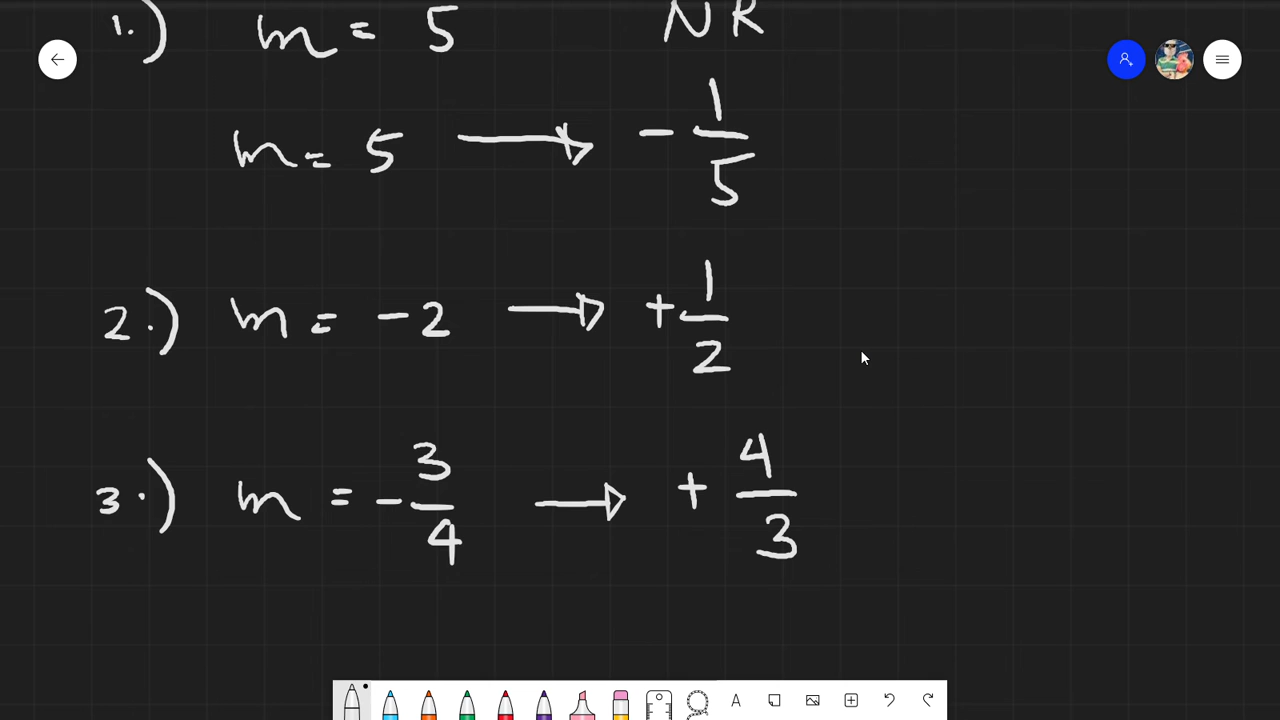 1.) m = 5 NR
m = 5 → - 1/5
2.) m = -2 → + 1/2
3.) m = - 3/4 → + 4/3
A